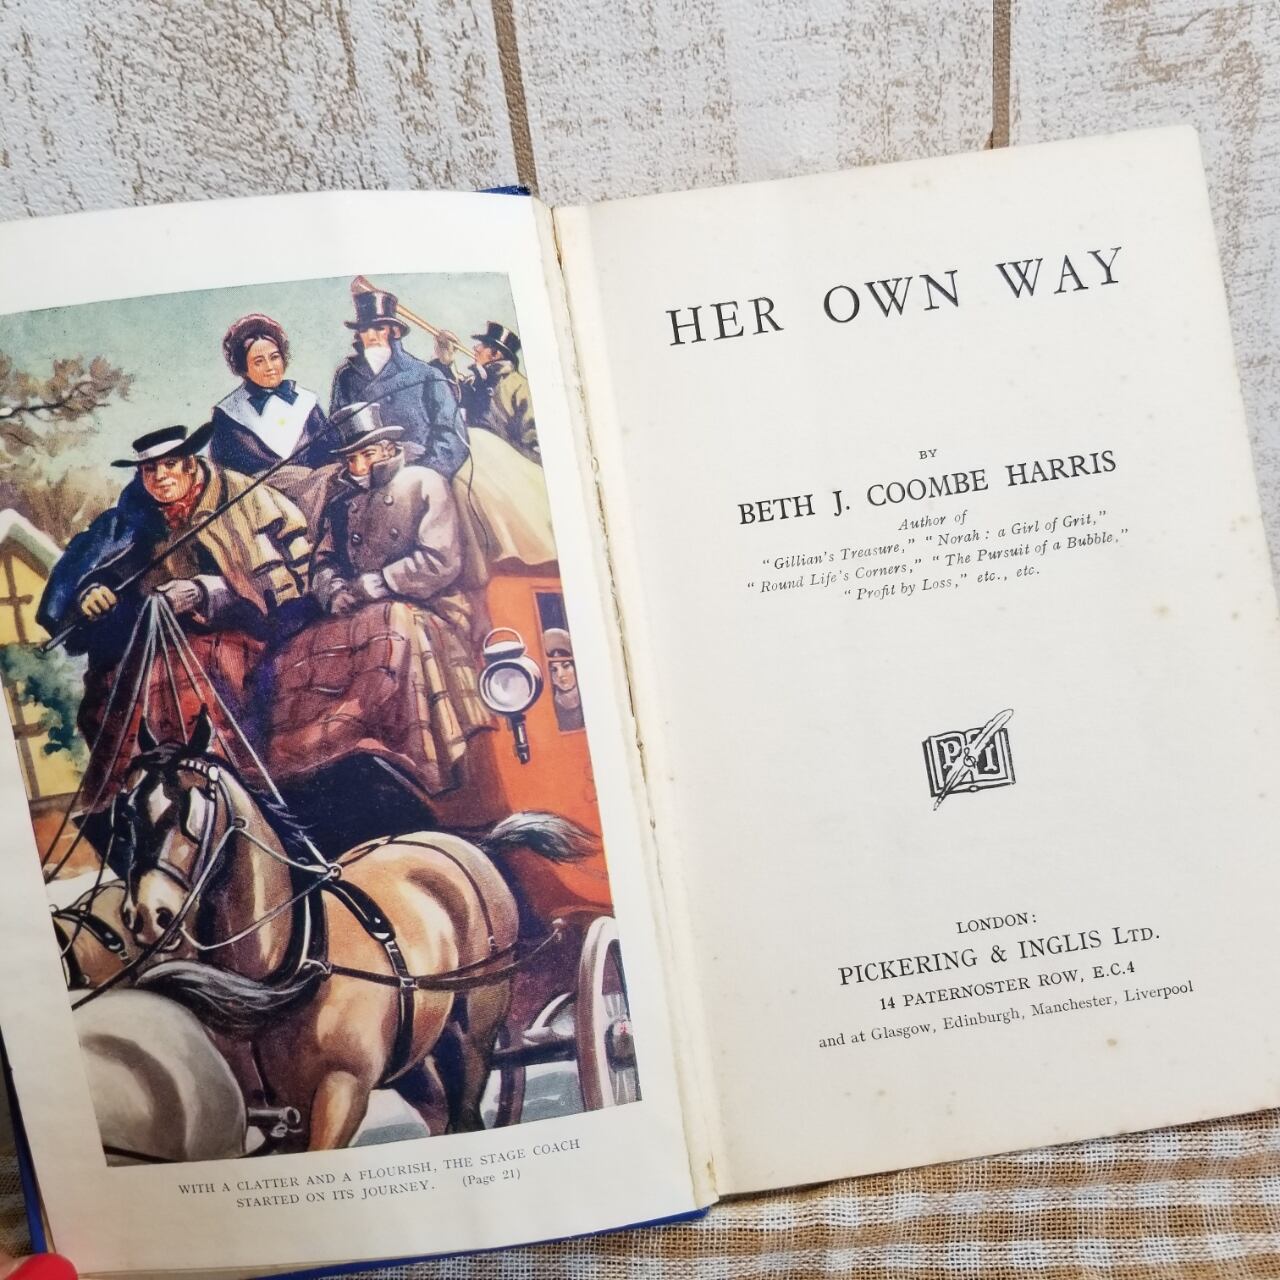 WITH A CLATTER AND A FLOURISH, THE STAGE COACH
STARTED ON ITS JOURNEY. (Page 21)
HER OWN WAY
BY
BETH J. COOMBE HARRIS
Author of
"Gillian's Treasure," "Norah: a Girl of Grit,"
"Round Life's Corners," "The Pursuit of a Bubble,"
"Profit by Loss," etc., etc.
P & I
LONDON:
PICKERING & INGLIS LTD.
14 PATERNOSTER ROW, E.C.4
and at Glasgow, Edinburgh, Manchester, Liverpool